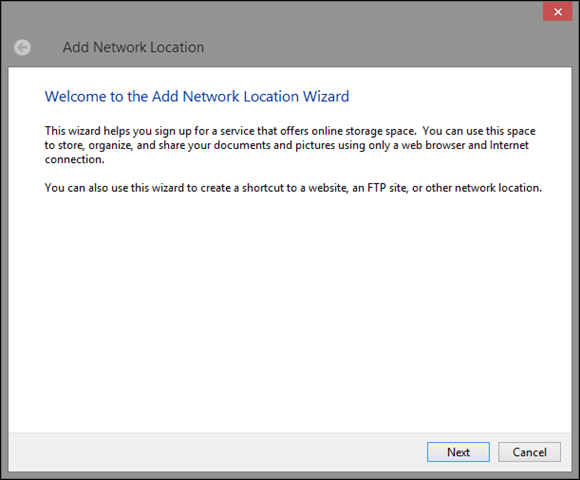 Add Network Location
Welcome to the Add Network Location Wizard
This wizard helps you sign up for a service that offers online storage space.  You can use this space
to store, organize, and share your documents and pictures using only a web browser and Internet
connection.
You can also use this wizard to create a shortcut to a website, an FTP site, or other network location.
Next
Cancel